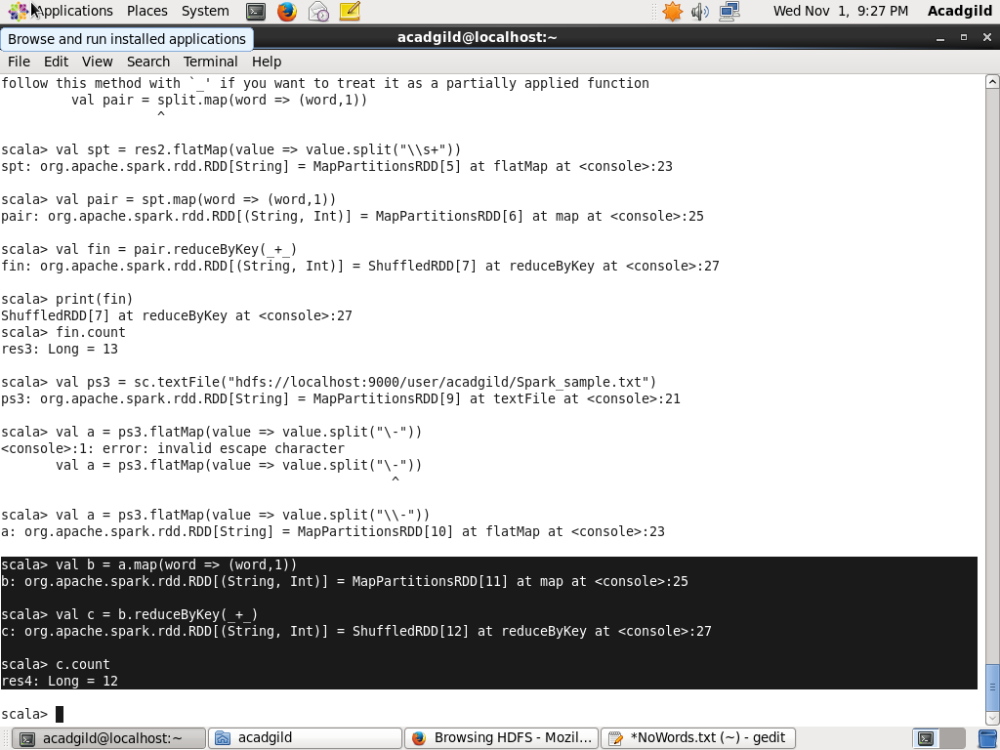 Applications Places System Wed Nov 1, 9:27 PM Acadgild
Browse and run installed applications
acadgild@localhost:~
File Edit View Search Terminal Help
follow this method with `_' if you want to treat it as a partially applied function
         val pair = split.map(word => (word,1))
                    ^
scala> val spt = res2.flatMap(value => value.split("\\s+"))
spt: org.apache.spark.rdd.RDD[String] = MapPartitionsRDD[5] at flatMap at <console>:23
scala> val pair = spt.map(word => (word,1))
pair: org.apache.spark.rdd.RDD[(String, Int)] = MapPartitionsRDD[6] at map at <console>:25
scala> val fin = pair.reduceByKey(_+_)
fin: org.apache.spark.rdd.RDD[(String, Int)] = ShuffledRDD[7] at reduceByKey at <console>:27
scala> print(fin)
ShuffledRDD[7] at reduceByKey at <console>:27
scala> fin.count
res3: Long = 13
scala> val ps3 = sc.textFile("hdfs://localhost:9000/user/acadgild/Spark_sample.txt")
ps3: org.apache.spark.rdd.RDD[String] = MapPartitionsRDD[9] at textFile at <console>:21
scala> val a = ps3.flatMap(value => value.split("\-"))
<console>:1: error: invalid escape character
       val a = ps3.flatMap(value => value.split("\-"))
                                                  ^
scala> val a = ps3.flatMap(value => value.split("\\-"))
a: org.apache.spark.rdd.RDD[String] = MapPartitionsRDD[10] at flatMap at <console>:23
scala> val b = a.map(word => (word,1))
b: org.apache.spark.rdd.RDD[(String, Int)] = MapPartitionsRDD[11] at map at <console>:25
scala> val c = b.reduceByKey(_+_)
c: org.apache.spark.rdd.RDD[(String, Int)] = ShuffledRDD[12] at reduceByKey at <console>:27
scala> c.count
res4: Long = 12
scala>
acadgild@localhost:~ acadgild Browsing HDFS - Mozil... *NoWords.txt (~) - gedit